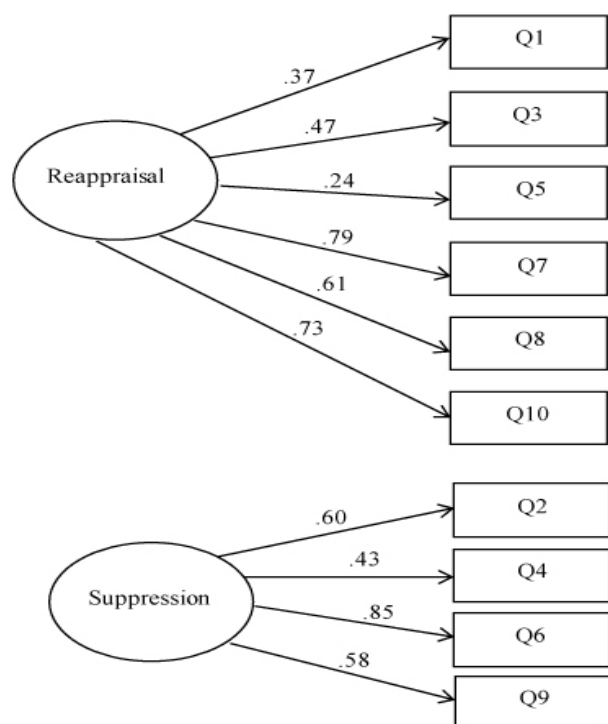 Q1
.37
Q3
.47
Reappraisal
.24
Q5
.79
Q7
.61
Q8
.73
Q10
Q2
.60
.43
Q4
Suppression
.85
Q6
.58
Q9